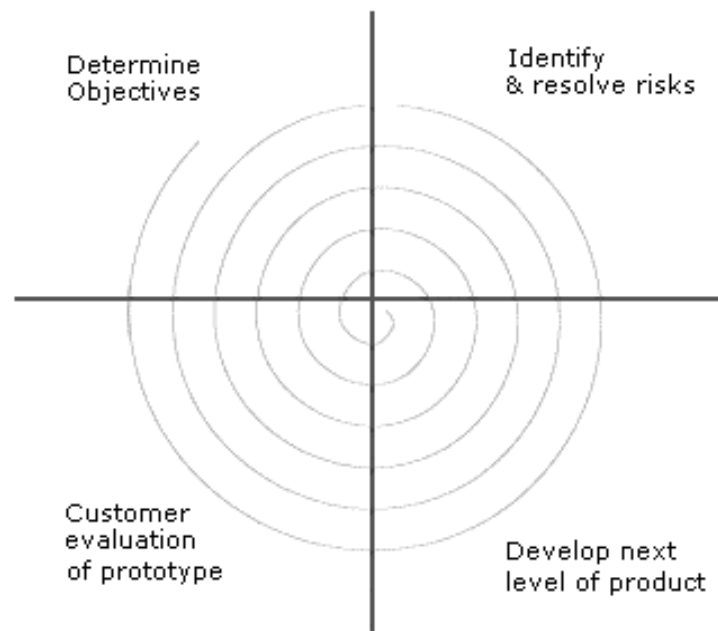 Determine
Objectives
Identify
& resolve risks
Customer
evaluation
of prototype
Develop next
level of product